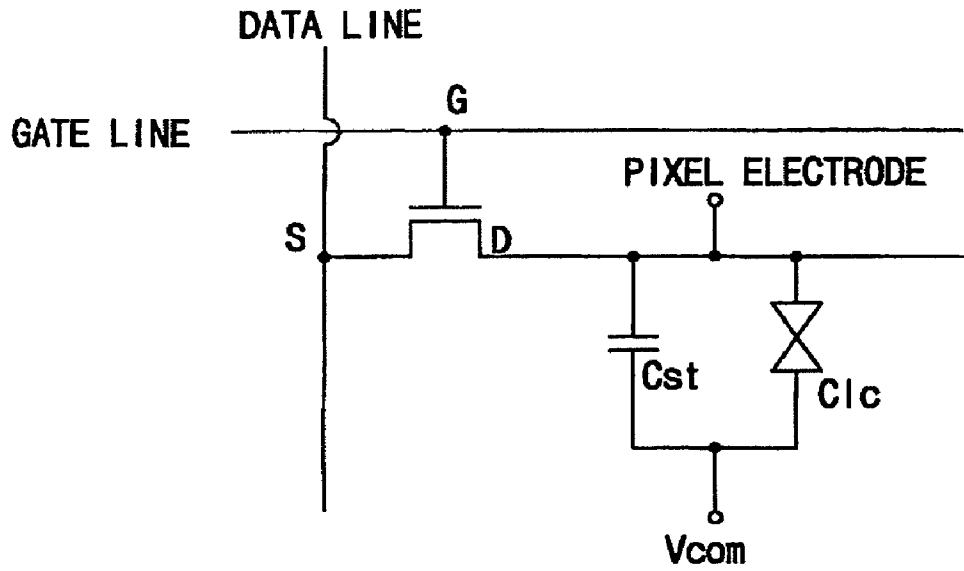 DATA LINE
G
GATE LINE
PIXEL ELECTRODE
S
D
Cst
Clc
Vcom